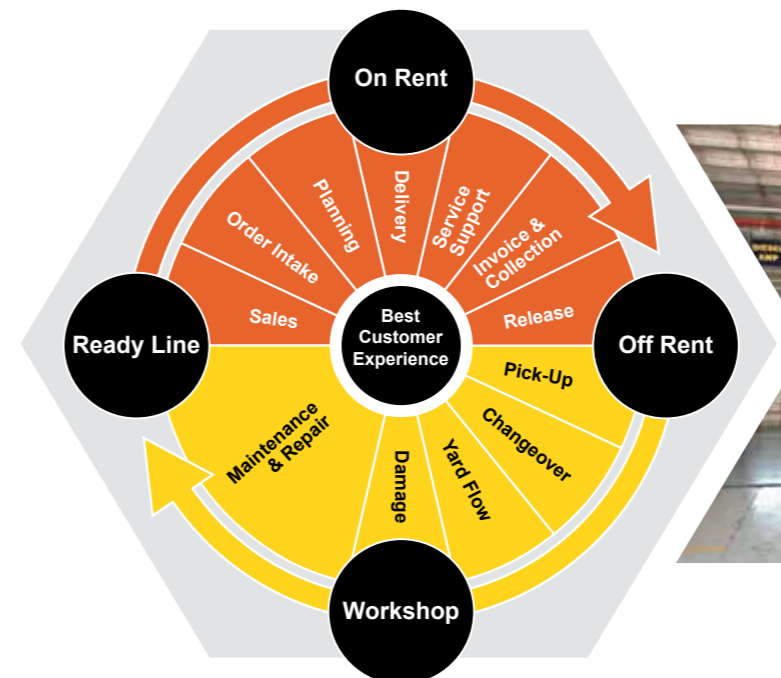 On Rent
Planning
Delivery
Service
Support
Order Intake
Invoice &
Collection
Sales
Release
Ready Line
Best
Customer
Experience
Off Rent
Pick-Up
Changeover
Yard Flow
Damage
Maintenance
& Repair
Workshop